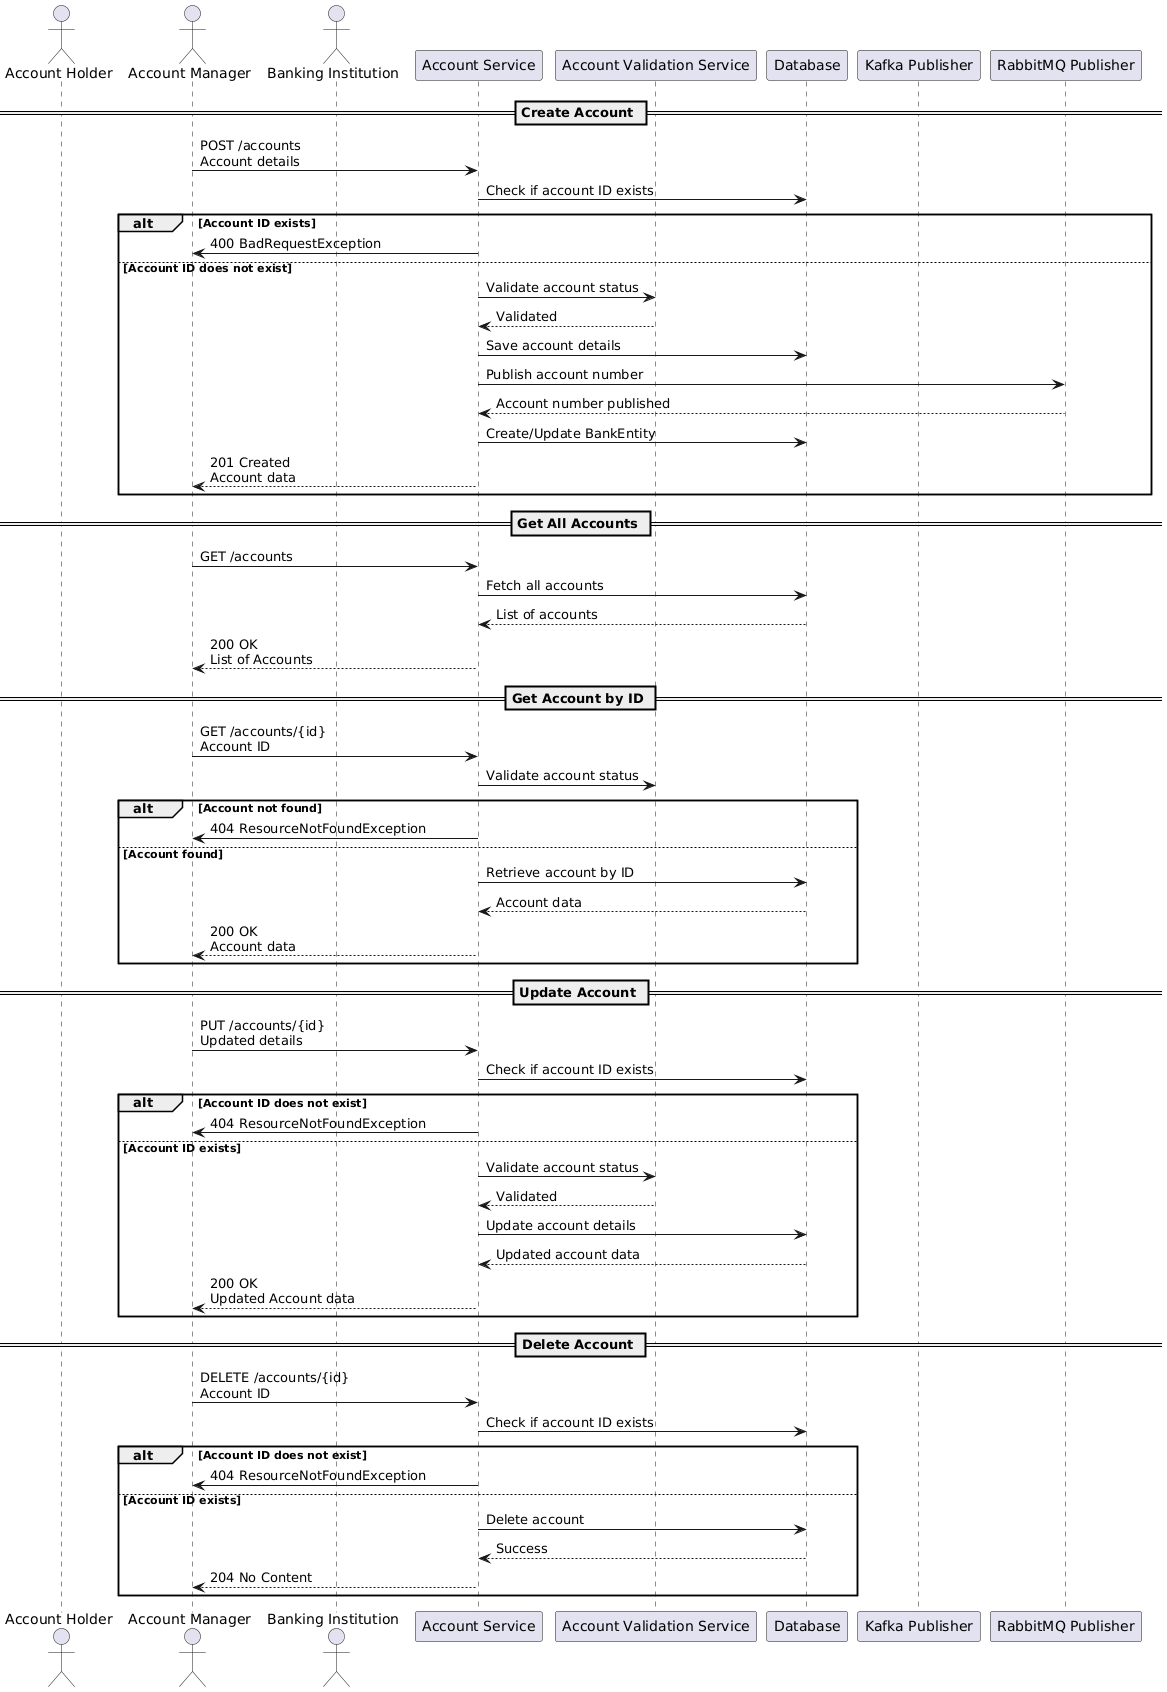 Account Holder
Account Manager
Banking Institution
Account Service
Account Validation Service
Database
Kafka Publisher
RabbitMQ Publisher
Create Account
POST /accounts
Account details
Check if account ID exists
alt
[Account ID exists]
400 BadRequestException
[Account ID does not exist]
Validate account status
Validated
Save account details
Publish account number
Account number published
Create/Update BankEntity
201 Created
Account data
Get All Accounts
GET /accounts
Fetch all accounts
List of accounts
200 OK
List of Accounts
Get Account by ID
GET /accounts/{id}
Account ID
Validate account status
alt
[Account not found]
404 ResourceNotFoundException
[Account found]
Retrieve account by ID
Account data
200 OK
Account data
Update Account
PUT /accounts/{id}
Updated details
Check if account ID exists
alt
[Account ID does not exist]
404 ResourceNotFoundException
[Account ID exists]
Validate account status
Validated
Update account details
Updated account data
200 OK
Updated Account data
Delete Account
DELETE /accounts/{id}
Account ID
Check if account ID exists
alt
[Account ID does not exist]
404 ResourceNotFoundException
[Account ID exists]
Delete account
Success
204 No Content
Account Holder
Account Manager
Banking Institution
Account Service
Account Validation Service
Database
Kafka Publisher
RabbitMQ Publisher